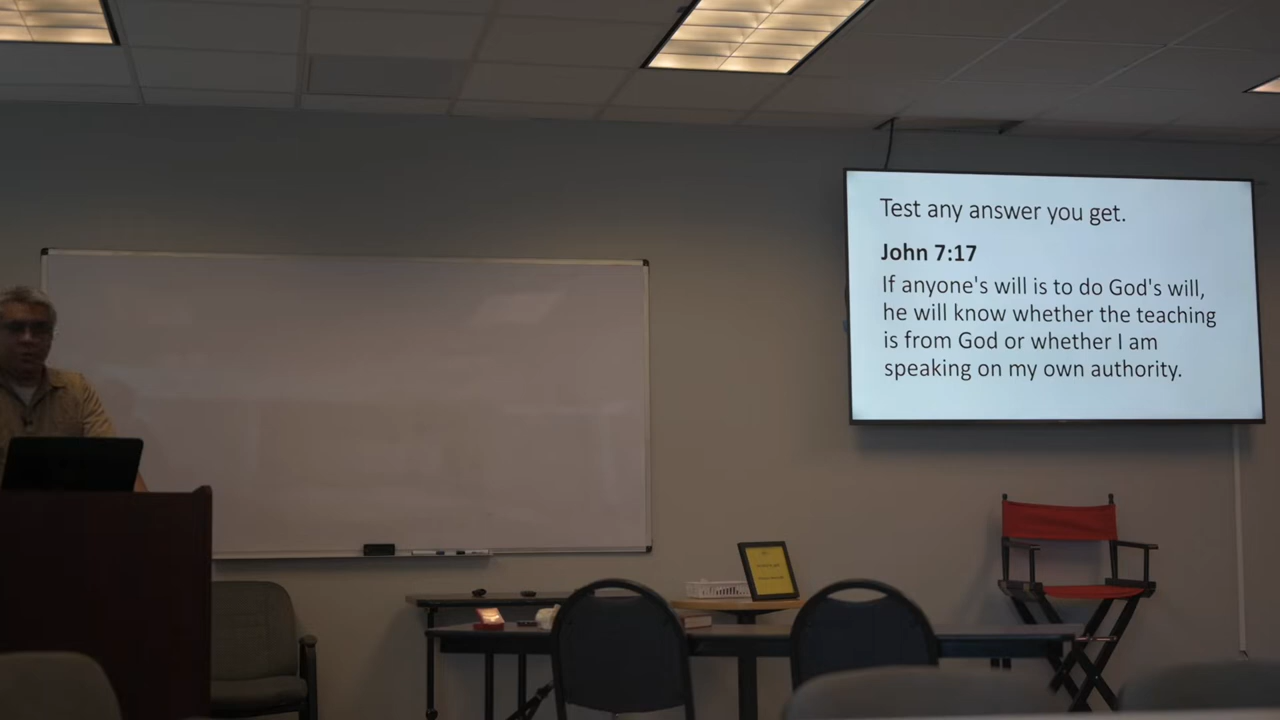 Test any answer you get.
John 7:17
If anyone's will is to do God's will,
he will know whether the teaching
is from God or whether I am
speaking on my own authority.